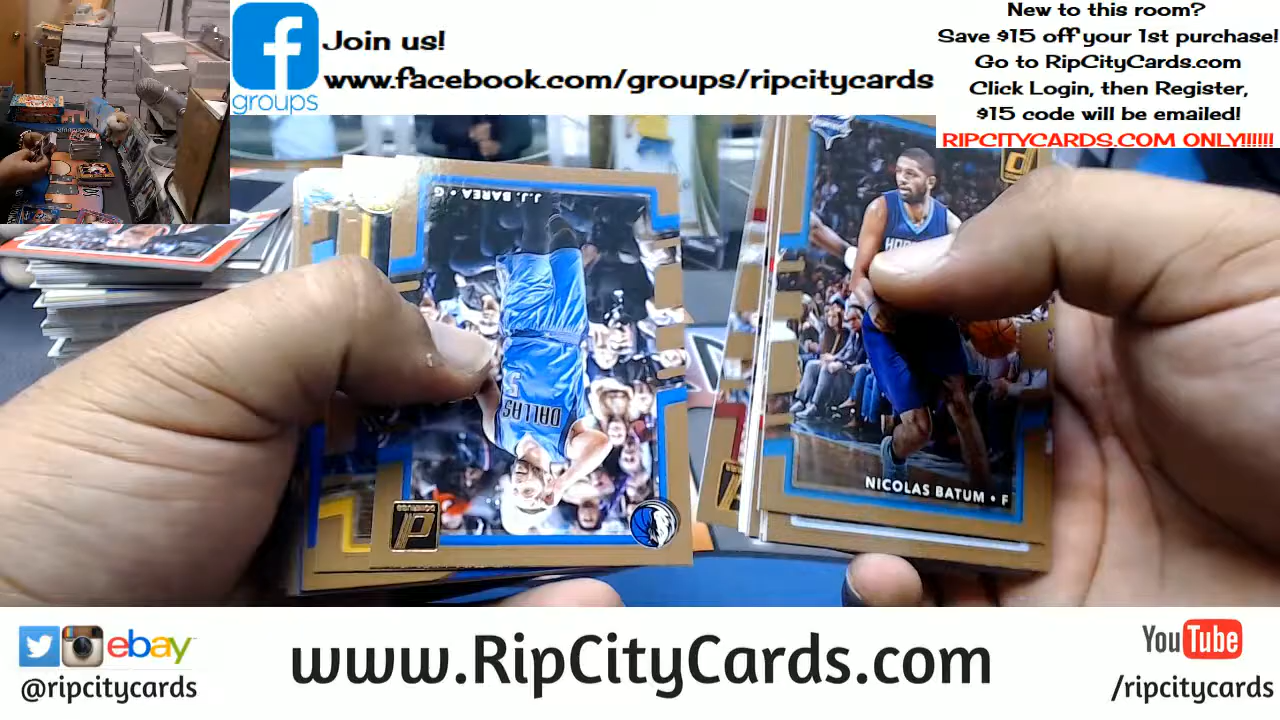 f
groups
Join us!
www.facebook.com/groups/ripcitycards
New to this room?
Save $15 off your 1st purchase!
Go to RipCityCards.com
Click Login, then Register,
$15 code will be emailed!
RIPCITYCARDS.COM ONLY!!!!!!
J.J. BAREA • G
DALLAS
5
d
NICOLAS BATUM • F
ebay
@ripcitycards
www.RipCityCards.com
YouTube
/ripcitycards